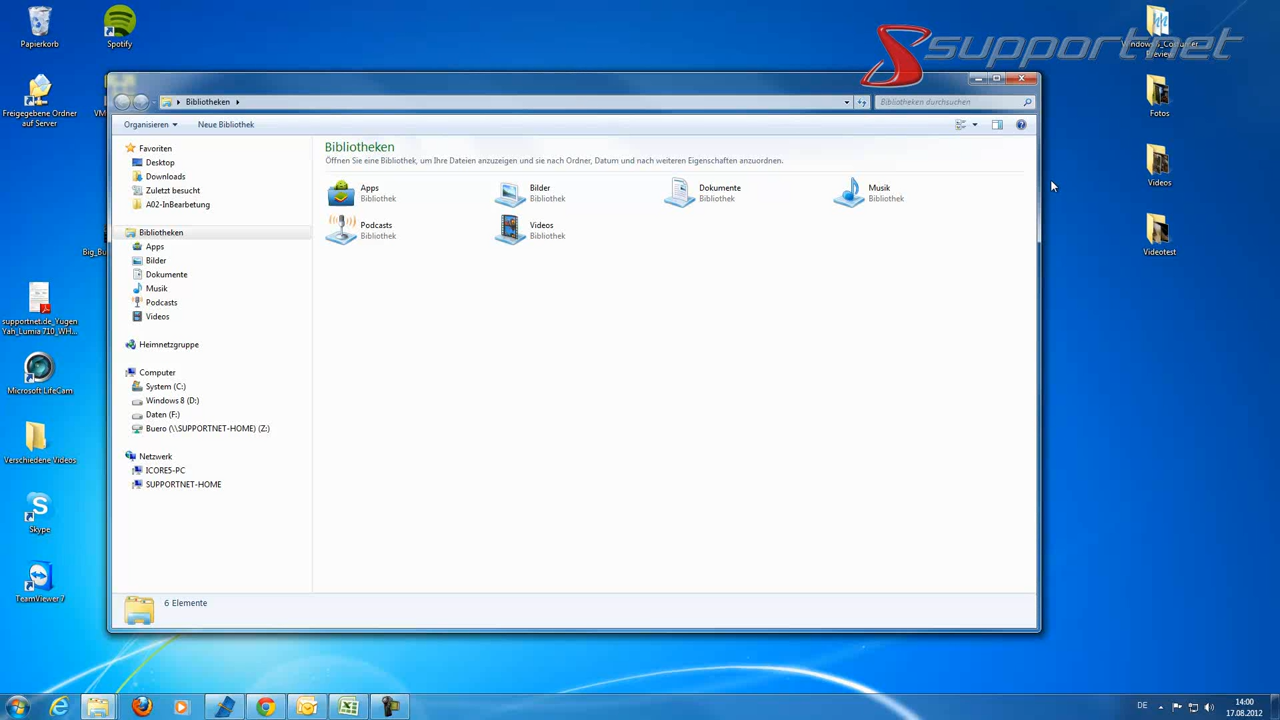 Papierkorb
Spotify
Freigegebene Ordner
auf Server
VM
Big_Bu
supportnet.de_Yugen
Yah_Lumia 710_WH...
Microsoft LifeCam
Verschiedene Videos
Skype
TeamViewer 7
supportnet
Preview
Fotos
Videos
Videotest
Bibliotheken
Bibliotheken durchsuchen
Organisieren
Neue Bibliothek
Favoriten
Desktop
Downloads
Zuletzt besucht
A02-InBearbetung
Bibliotheken
Apps
Bilder
Dokumente
Musik
Podcasts
Videos
Heimnetzgruppe
Computer
System (C:)
Windows 8 (D:)
Daten (F:)
Buero (\\SUPPORTNET-HOME) (Z:)
Netzwerk
ICORE5-PC
SUPPORTNET-HOME
Bibliotheken
Öffnen Sie eine Bibliothek, um Ihre Dateien anzuzeigen und sie nach Ordner, Datum und nach weiteren Eigenschaften anzuordnen.
Apps
Bibliothek
Bilder
Bibliothek
Dokumente
Bibliothek
Musik
Bibliothek
Podcasts
Bibliothek
Videos
Bibliothek
6 Elemente
DE
14:00
17.08.2012